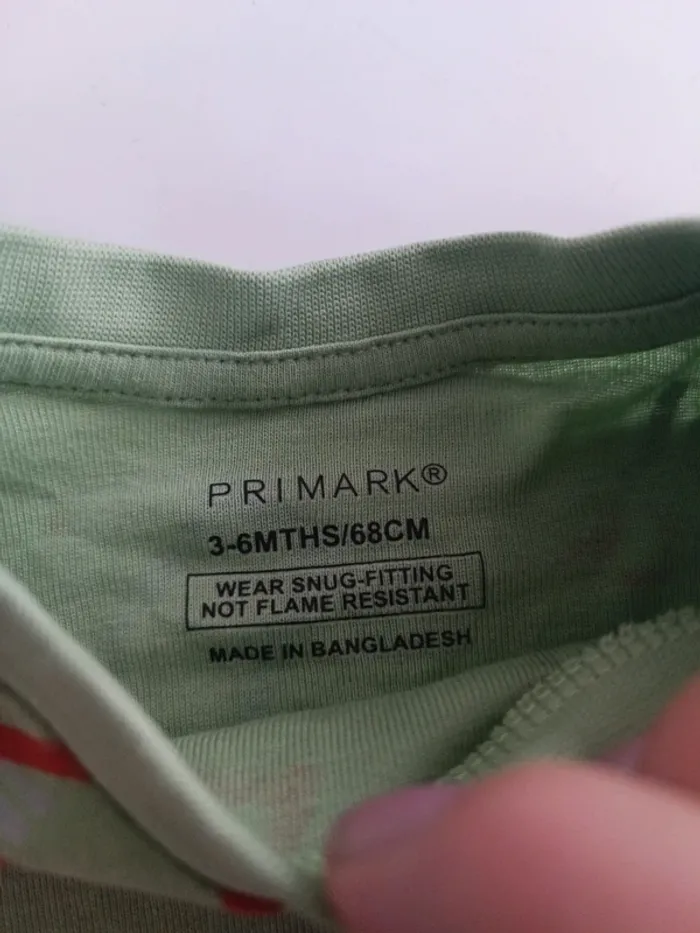 PRIMARK®
3-6MTHS/68CM
WEAR SNUG-FITTING
NOT FLAME RESISTANT
MADE IN BANGLADESH